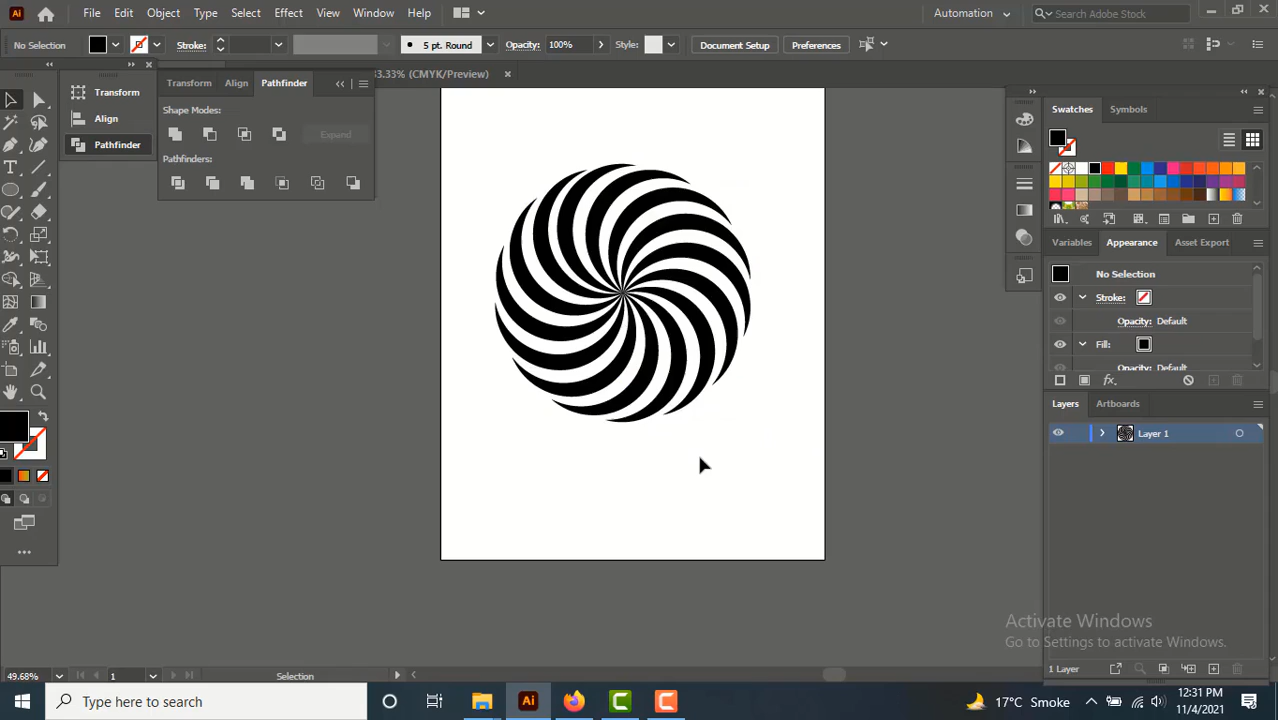 Ai File Edit Object Type Select Effect View Window Help Automation Search Adobe Stock
No Selection Stroke: 5 pt. Round Opacity: 100% Style: Document Setup Preferences
3.33% (CMYK/Preview)
Transform
Align
Pathfinder
Transform Align Pathfinder
Shape Modes:
Expand
Pathfinders:
Swatches Symbols
Variables Appearance Asset Export
No Selection
Stroke:
Opacity: Default
Fill:
Opacity: Default
Layers Artboards
Layer 1
Activate Windows
Go to Settings to activate Windows.
1 Layer
49.68% 1 Selection
Type here to search
Ai
17°C Smoke
12:31 PM
11/4/2021